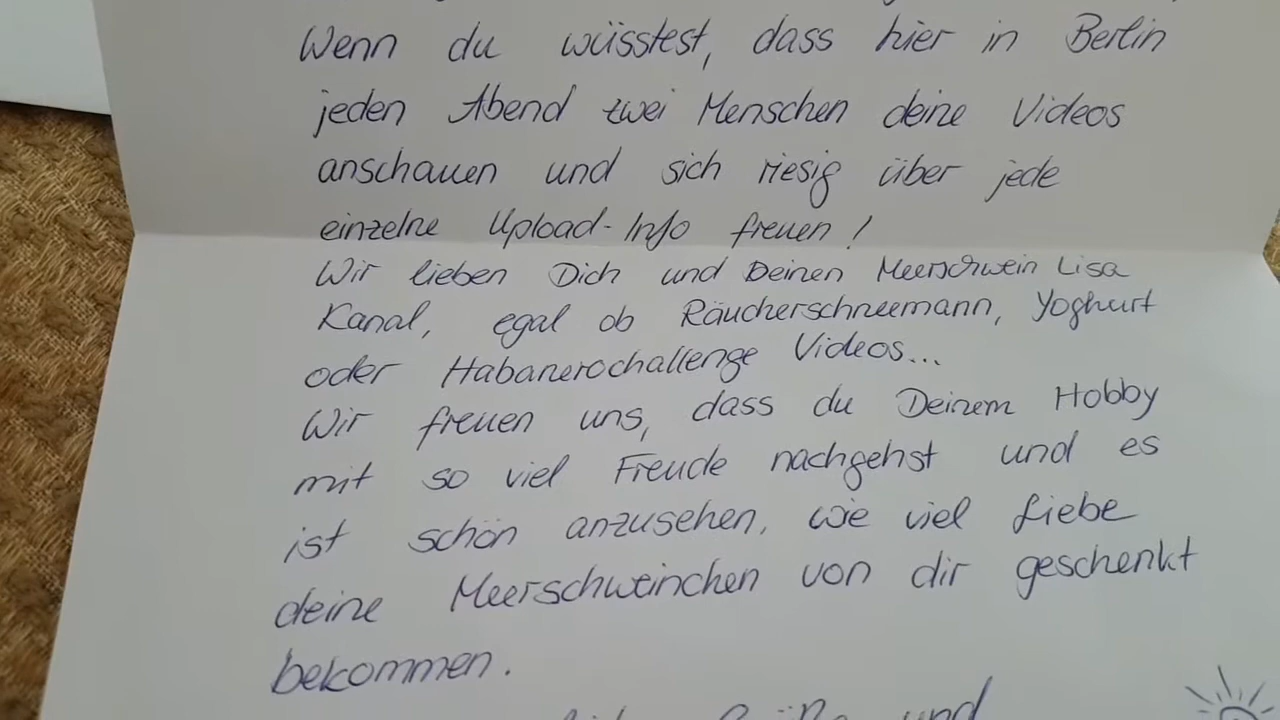 Wenn du wüsstest, dass hier in Berlin
jeden Abend zwei Menschen deine Videos
anschauen und sich riesig über jede
einzelne Upload-Info freuen!
Wir lieben Dich und Deinen Meerschwein Lisa
Kanal, egal ob Räucherschneemann, Yoghurt
oder Habanerochallenge Videos...
Wir freuen uns, dass du Deinem Hobby
mit so viel Freude nachgehst und es
ist schön anzusehen, wie viel Liebe
deine Meerschweinchen von dir geschenkt
bekommen.
und